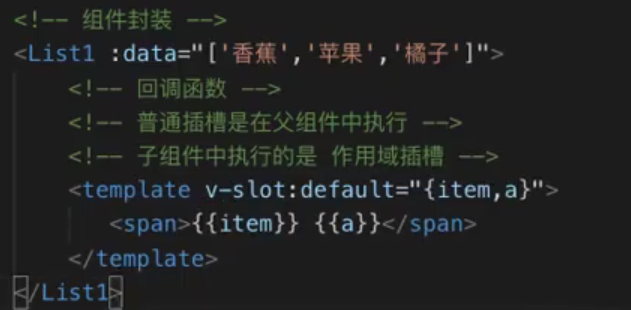 <!-- 组件封装 -->
<List1 :data="['香蕉','苹果','橘子']">
<!-- 回调函数 -->
<!-- 普通插槽是在父组件中执行 -->
<!-- 子组件中执行的是 作用域插槽 -->
<template v-slot:default="{item,a}">
<span>{{item}} {{a}}</span>
</template>
</List1>